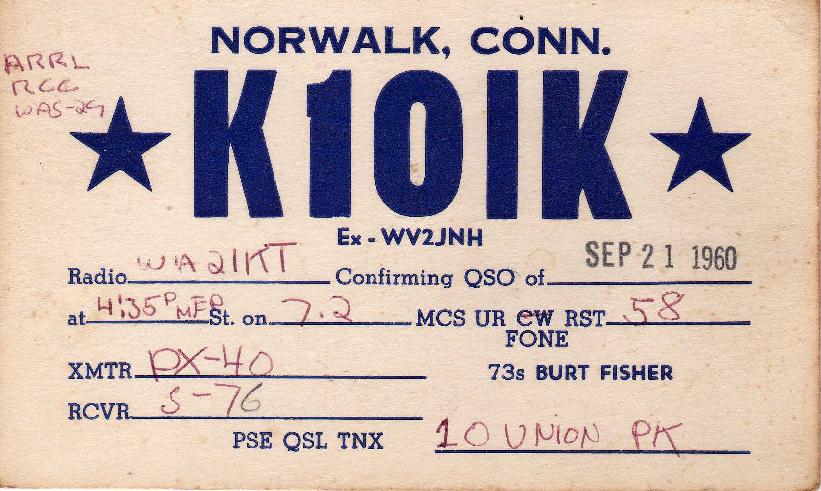 NORWALK, CONN.
ARRL
RCC
WAS-29
K1OIK
Ex - WV2JNH
Radio WA2IKT Confirming QSO of SEP 21 1960
at 4:35 P M St. on 7.2 MCS UR CW RST 58
FONE
XMTR PX-40 73s BURT FISHER
RCVR S-76
PSE QSL TNX 10 UNION PK